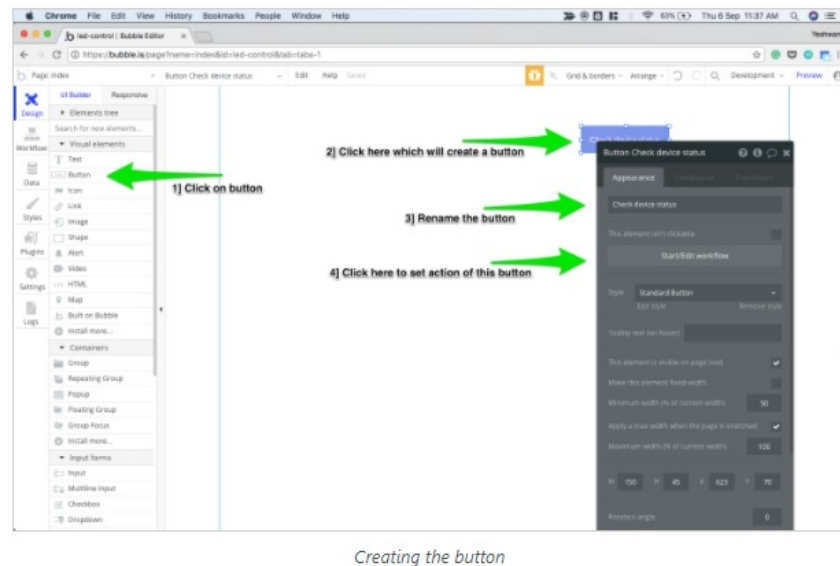 Chrome File Edit View History Bookmarks People Window Help
63% Thu 6 Sep 11:37 AM
led-control | Bubble Editor
Yeshwan
https://bubble.is/page?name=index&id=led-control&tab=tabs-1
Page: index
Button Check device status
Edit
Help
Saved
Grid & borders
Arrange
Development
Preview
Design
Workflow
Data
Styles
Plugins
Settings
Logs
UI Builder
Responsive
Elements tree
Search for new elements...
Visual elements
Text
Button
Icon
Link
Image
Shape
Alert
Video
HTML
Map
Built on Bubble
Install more...
Containers
Group
Repeating Group
Popup
Floating Group
Group Focus
Install more...
Input forms
Input
Multiline Input
Checkbox
Dropdown
1] Click on button
2] Click here which will create a button
3] Rename the button
4] Click here to set action of this button
Check device status
Button Check device status
Appearance
Conditional
Transitions
Check device status
This element isn't clickable
Start/Edit workflow
Style
Standard Button
Edit style
Remove style
Tooltip text (on hover)
This element is visible on page load
Make this element fixed-width
Minimum width (% of current width)
50
Apply a max width when the page is stretched
Maximum width (% of current width)
100
W 150 H 45 X 623 Y 70
Rotation angle
0
Creating the button